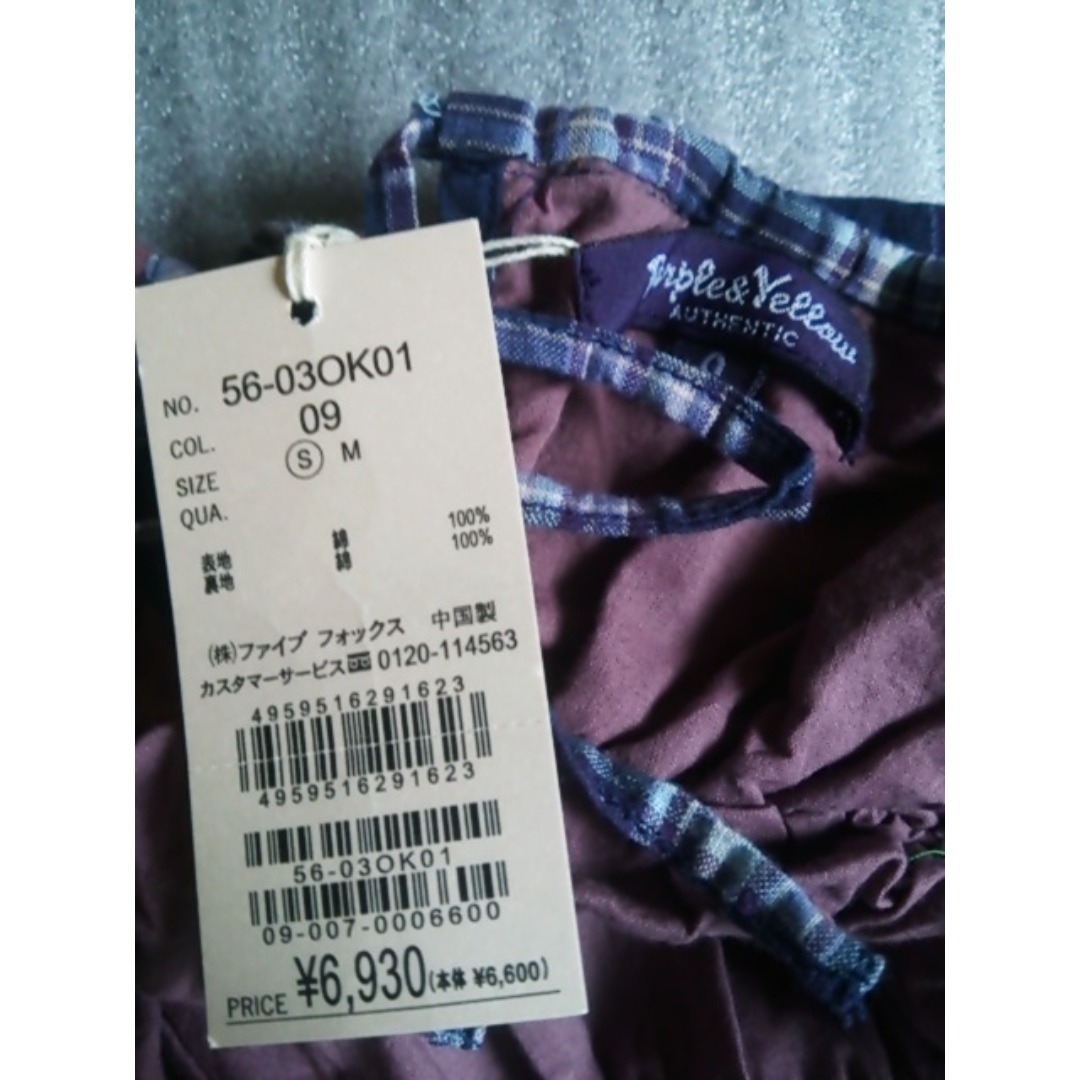 NO. 56-03OK01
COL. 09
SIZE Ⓢ M
QUA.
表地 綿 100%
裏地 綿 100%
(株)ファイブ フォックス 中国製
カスタマーサービス 0120-114563
4959516291623
4959516291623
56-03OK01
09-007-0006600
PRICE ¥6,930(本体 ¥6,600)
Purple&Yellow
AUTHENTIC